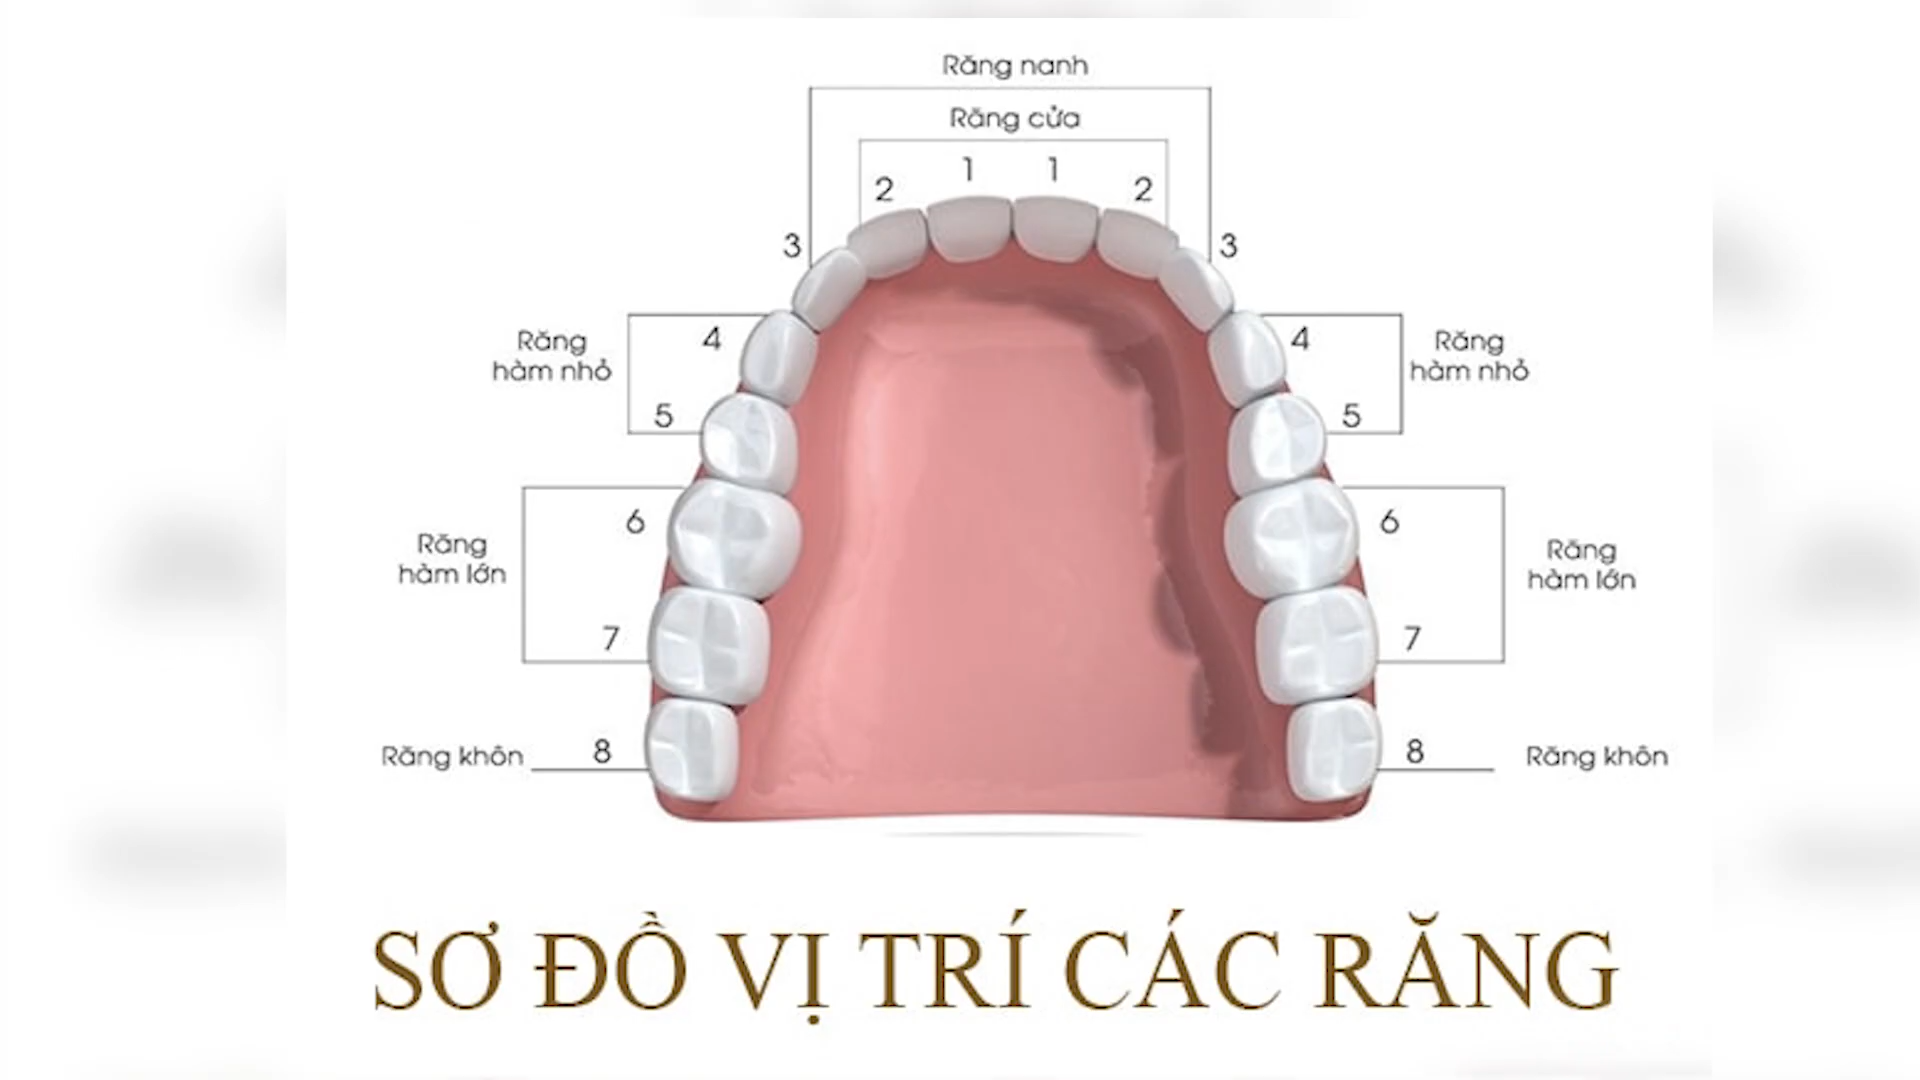 Răng nanh
Răng cửa
1 1
2 2
3 3
Răng
hàm nhỏ
4 4
Răng
hàm nhỏ
5 5
6 6
Răng
hàm lớn
Răng
hàm lớn
7 7
Răng khôn 8 8 Răng khôn
SƠ ĐỒ VỊ TRÍ CÁC RĂNG